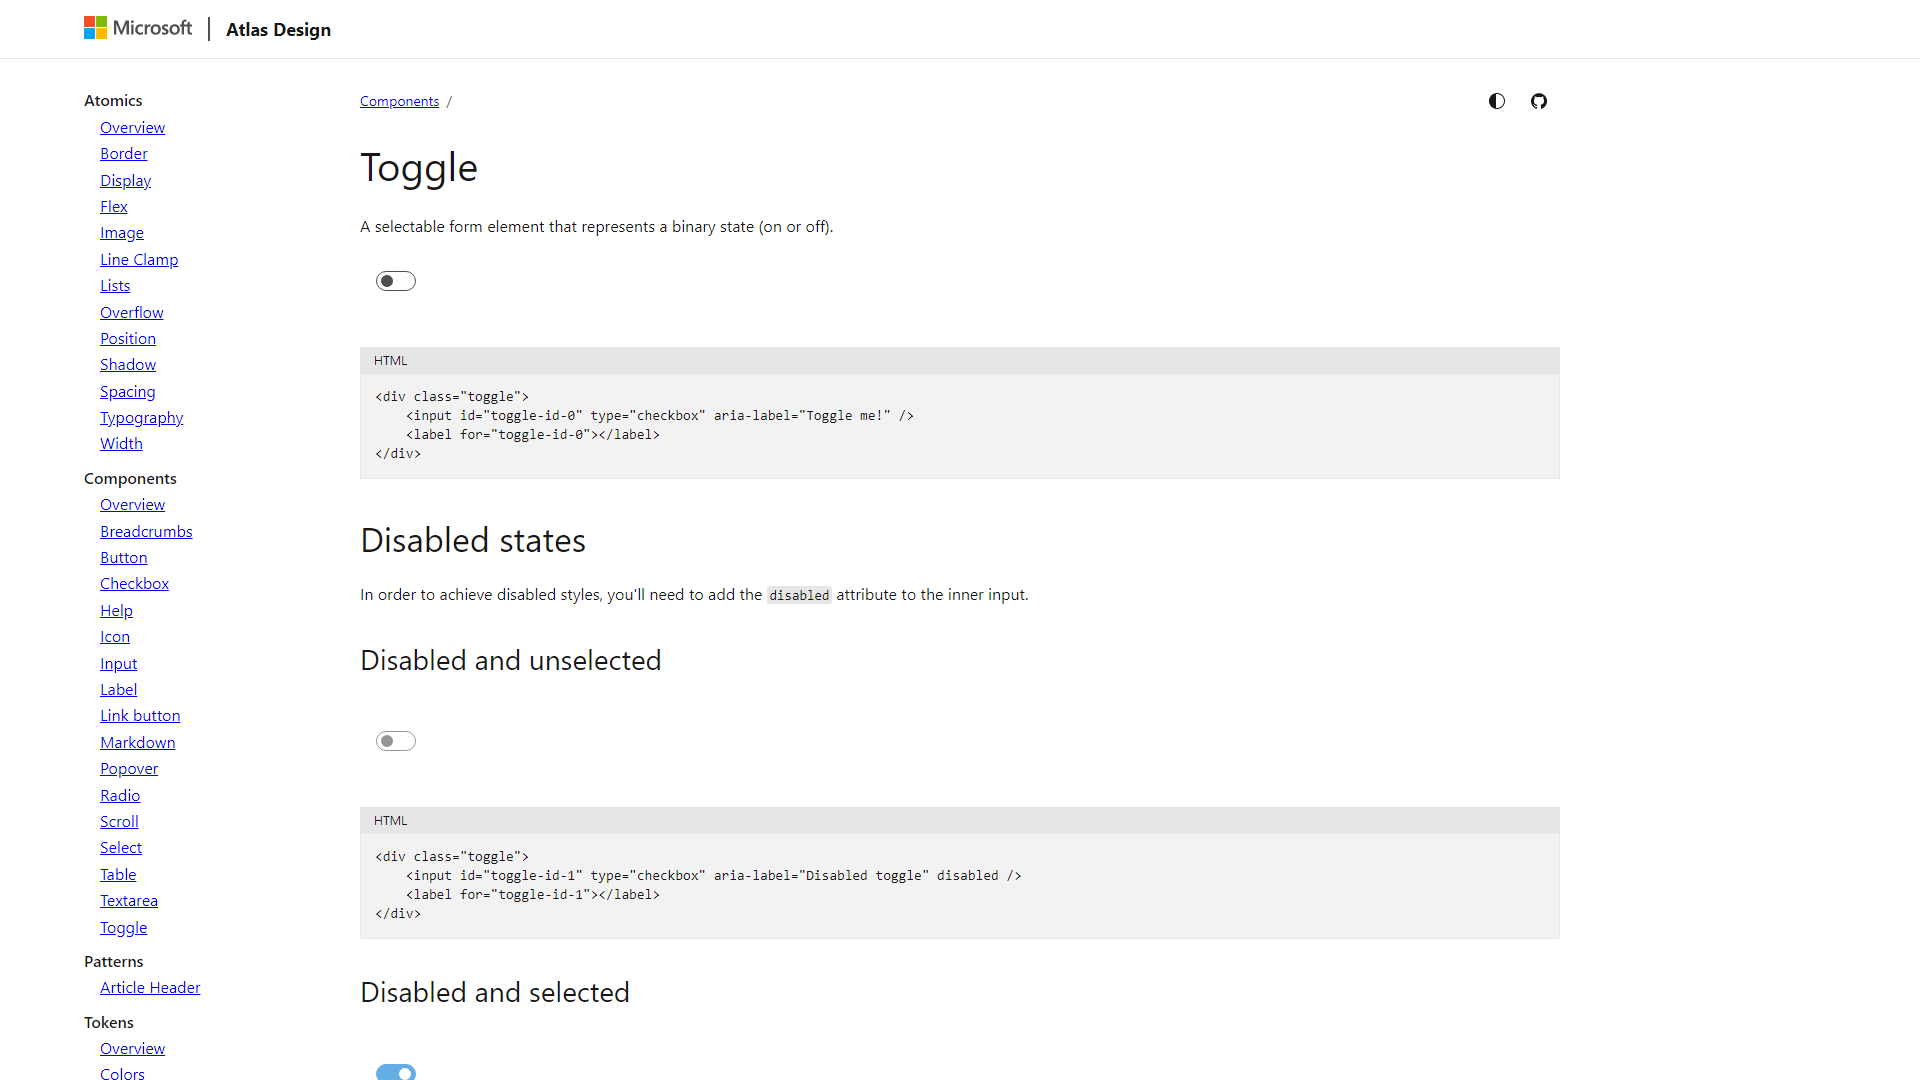 Microsoft
Atlas Design
Atomics
Overview
Border
Display
Flex
Image
Line Clamp
Lists
Overflow
Position
Shadow
Spacing
Typography
Width
Components
Overview
Breadcrumbs
Button
Checkbox
Help
Icon
Input
Label
Link button
Markdown
Popover
Radio
Scroll
Select
Table
Textarea
Toggle
Patterns
Article Header
Tokens
Overview
Colors
Components /
Toggle
A selectable form element that represents a binary state (on or off).
HTML
<div class="toggle">
    <input id="toggle-id-0" type="checkbox" aria-label="Toggle me!" />
    <label for="toggle-id-0"></label>
</div>
Disabled states
In order to achieve disabled styles, you'll need to add the disabled attribute to the inner input.
Disabled and unselected
HTML
<div class="toggle">
    <input id="toggle-id-1" type="checkbox" aria-label="Disabled toggle" disabled />
    <label for="toggle-id-1"></label>
</div>
Disabled and selected